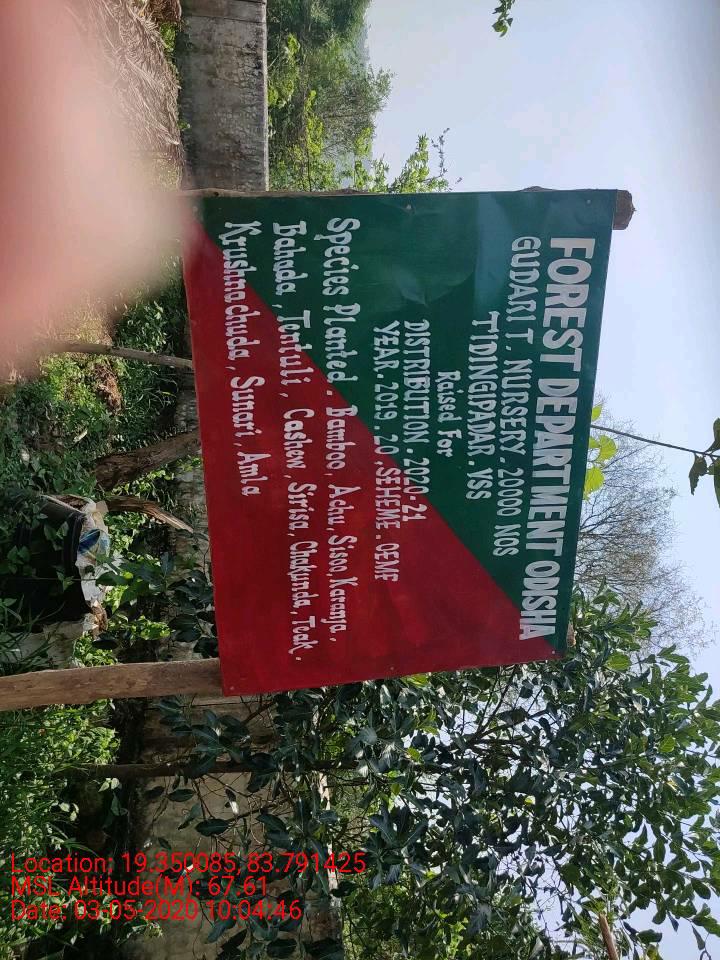 FOREST DEPARTMENT ODISHA
GUDARI T. NURSERY, 20000 NOS
TIDINGIPADAR. VSS
Raised For
DISTRIBUTION. 2020-21
YEAR. 2019. 20, SEHEME. OEMF
Species Planted. Bamboo, Achu, Sisoo, Karanja,
Bahada, Tentuli, Cashew, Sirisa, Chakunda, Teak,
Krushnachuda, Sunari, Amla
Location: 19.350085, 83.791425
MSL Altitude(M): 67.61
Date: 03-05-2020 10:04:46